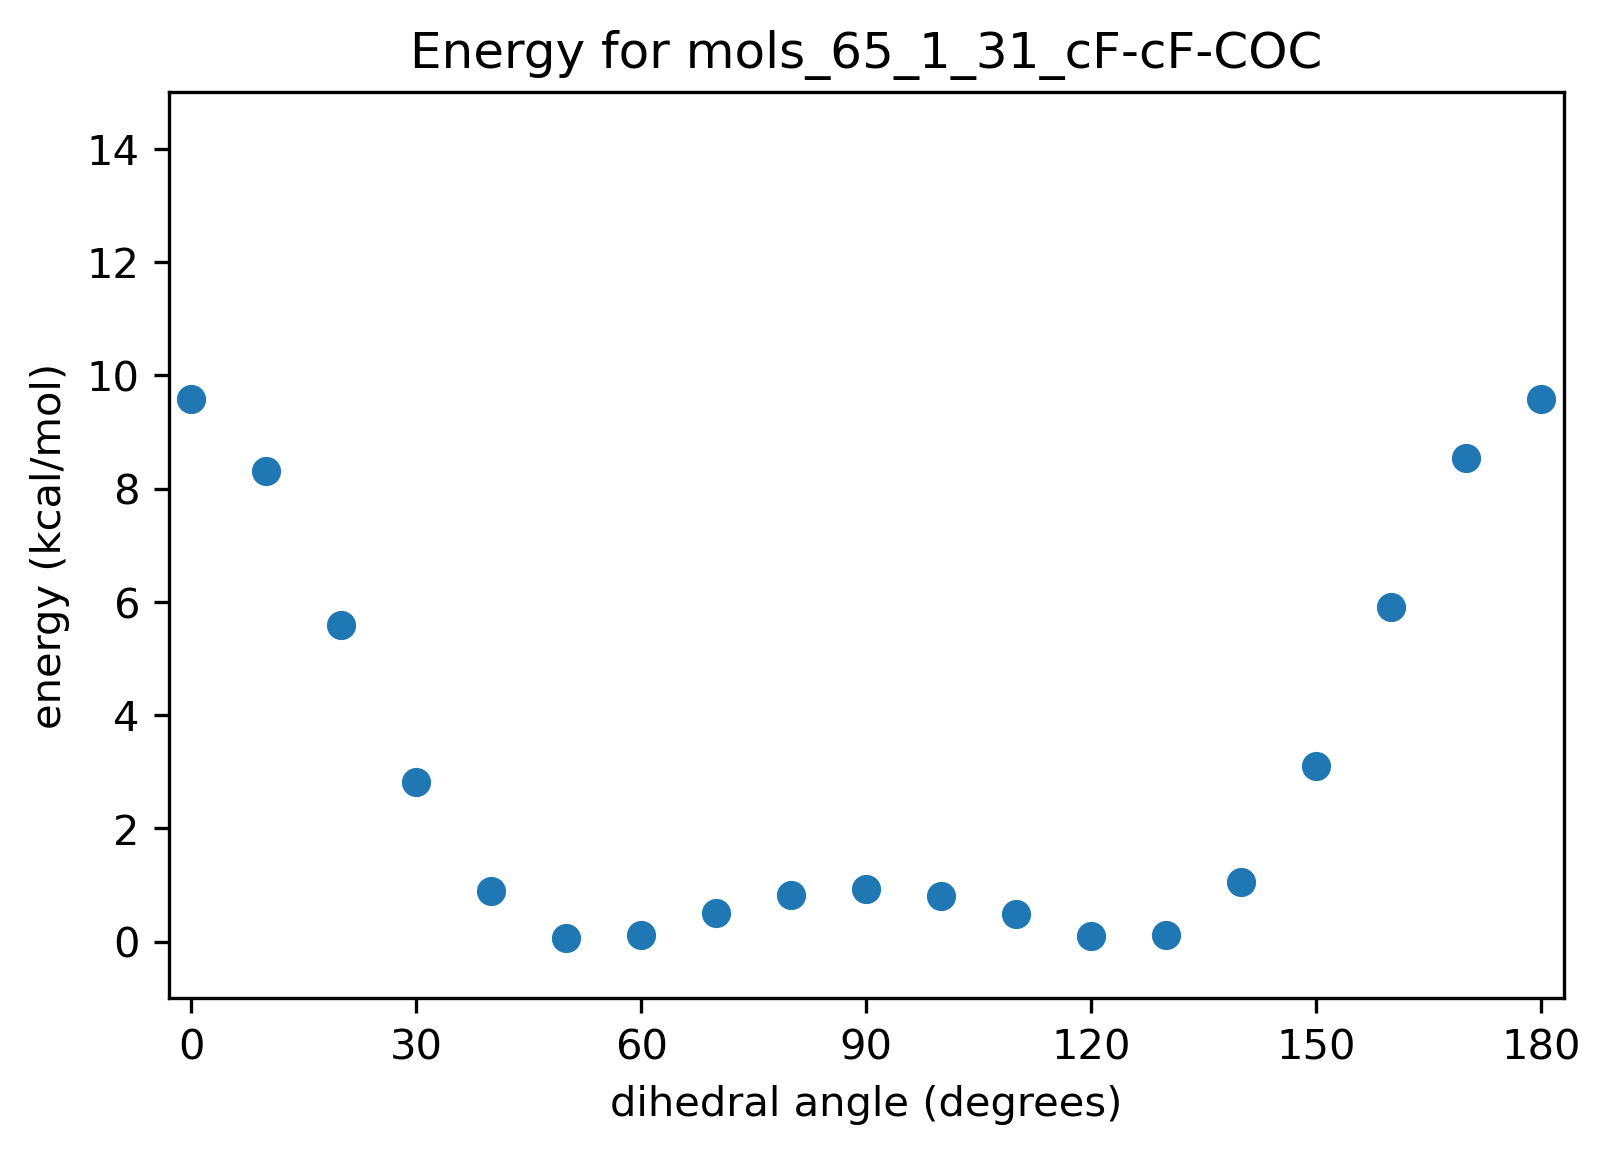 Energy for mols_65_1_31_cF-cF-COC
14
12
10
8
6
4
2
0
energy (kcal/mol)
0 30 60 90 120 150 180
dihedral angle (degrees)